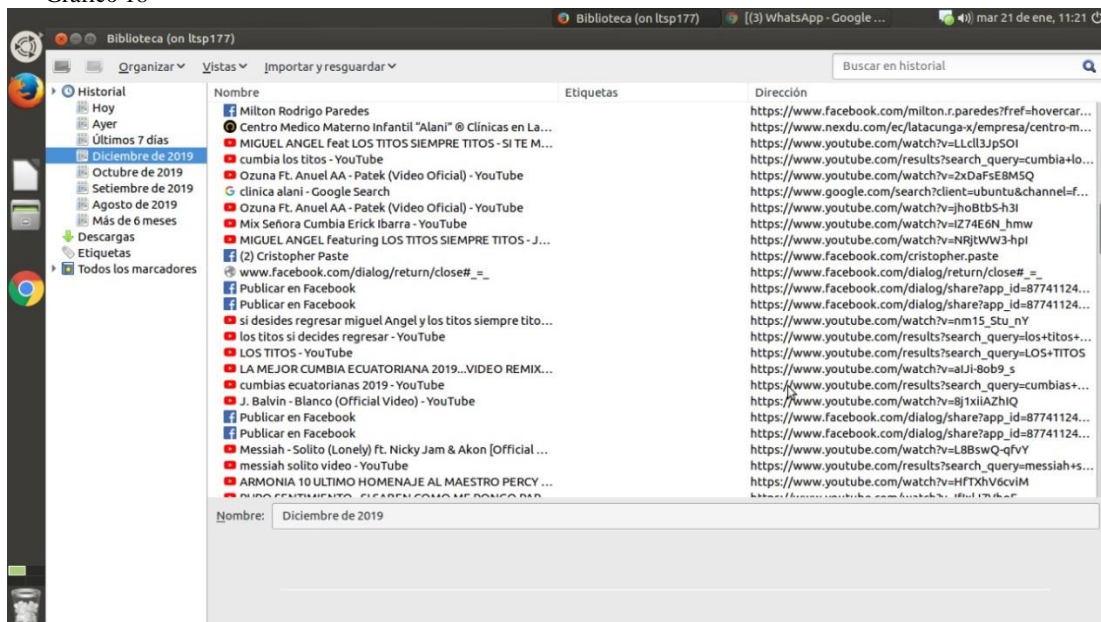 Gráfico 18
Biblioteca (on ltsp177)
[(3) WhatsApp - Google ...
mar 21 de ene, 11:21
Biblioteca (on ltsp177)
Organizar
Vistas
Importar y resguardar
Buscar en historial
Historial
Hoy
Ayer
Últimos 7 días
Diciembre de 2019
Octubre de 2019
Setiembre de 2019
Agosto de 2019
Más de 6 meses
Descargas
Etiquetas
Todos los marcadores
Nombre Etiquetas Dirección
Milton Rodrigo Paredes https://www.facebook.com/milton.r.paredes?fref=hovercar...
Centro Medico Materno Infantil “Alani” ® Clínicas en La... https://www.nexdu.com/ec/latacunga-x/empresa/centro-m...
MIGUEL ANGEL feat LOS TITOS SIEMPRE TITOS - SI TE M... https://www.youtube.com/watch?v=LLcll3JpSOI
cumbia los titos - YouTube https://www.youtube.com/results?search_query=cumbia+lo...
Ozuna Ft. Anuel AA - Patek (Video Oficial) - YouTube https://www.youtube.com/watch?v=2xDaFsE8M5Q
clinica alani - Google Search https://www.google.com/search?client=ubuntu&channel=f...
Ozuna Ft. Anuel AA - Patek (Video Oficial) - YouTube https://www.youtube.com/watch?v=jhoBtbS-h3I
Mix Señora Cumbia Erick Ibarra - YouTube https://www.youtube.com/watch?v=IZ74E6N_hmw
MIGUEL ANGEL featuring LOS TITOS SIEMPRE TITOS - J... https://www.youtube.com/watch?v=NRjtWW3-hpI
(2) Cristopher Paste https://www.facebook.com/cristopher.paste
www.facebook.com/dialog/return/close#_=_ https://www.facebook.com/dialog/return/close#_=_
Publicar en Facebook https://www.facebook.com/dialog/share?app_id=87741124...
Publicar en Facebook https://www.facebook.com/dialog/share?app_id=87741124...
si desides regresar miguel Angel y los titos siempre tito... https://www.youtube.com/watch?v=nm15_Stu_nY
los titos si decides regresar - YouTube https://www.youtube.com/results?search_query=los+titos+...
LOS TITOS - YouTube https://www.youtube.com/results?search_query=LOS+TITOS
LA MEJOR CUMBIA ECUATORIANA 2019...VIDEO REMIX... https://www.youtube.com/watch?v=aIJi-8ob9_s
cumbias ecuatorianas 2019 - YouTube https://www.youtube.com/results?search_query=cumbias+...
J. Balvin - Blanco (Official Video) - YouTube https://www.youtube.com/watch?v=8j1xiiAZhIQ
Publicar en Facebook https://www.facebook.com/dialog/share?app_id=87741124...
Publicar en Facebook https://www.facebook.com/dialog/share?app_id=87741124...
Messiah - Solito (Lonely) ft. Nicky Jam & Akon [Official ... https://www.youtube.com/watch?v=L8BswQ-qfvY
messiah solito video - YouTube https://www.youtube.com/results?search_query=messiah+s...
ARMONIA 10 ULTIMO HOMENAJE AL MAESTRO PERCY ... https://www.youtube.com/watch?v=HfTXhV6cviM
Nombre: Diciembre de 2019